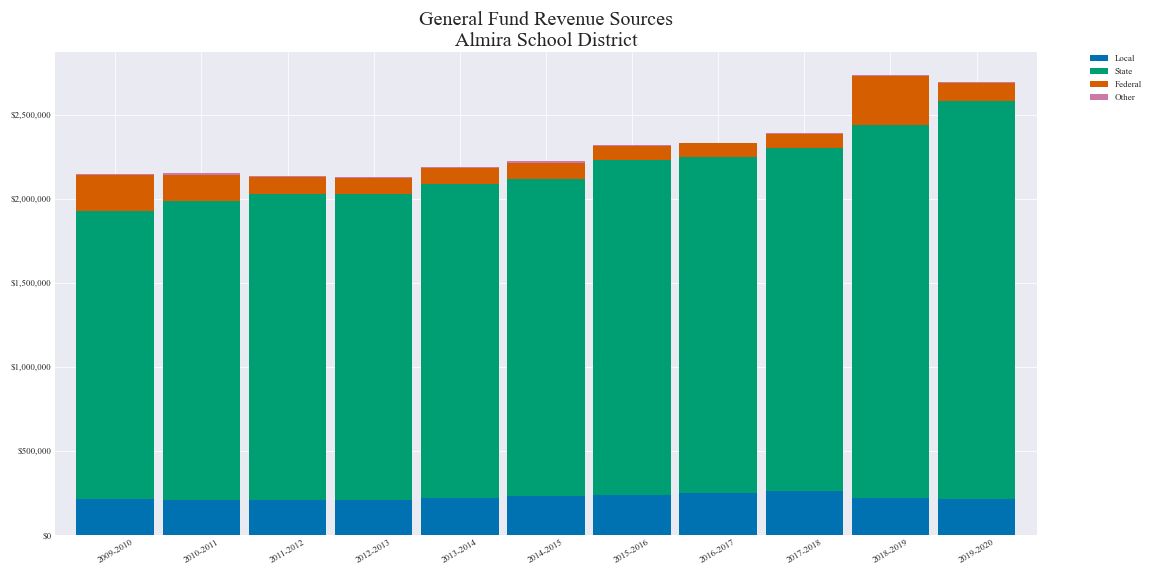 General Fund Revenue Sources
Almira School District
Local
State
Federal
Other
$2,500,000
$2,000,000
$1,500,000
$1,000,000
$500,000
$0
2009-2010
2010-2011
2011-2012
2012-2013
2013-2014
2014-2015
2015-2016
2016-2017
2017-2018
2018-2019
2019-2020